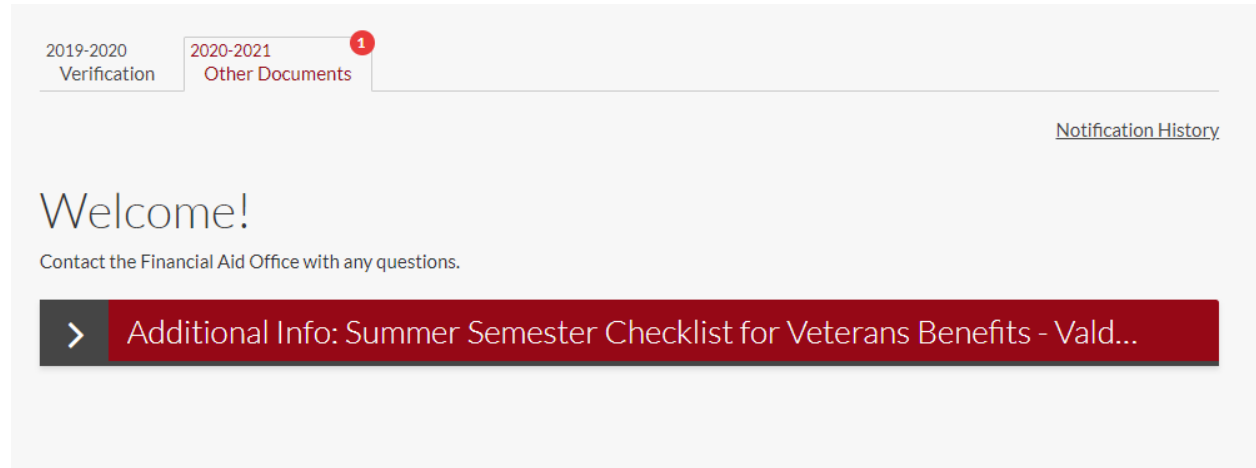 2019-2020
Verification
2020-2021
Other Documents
1
Notification History
Welcome!
Contact the Financial Aid Office with any questions.
Additional Info: Summer Semester Checklist for Veterans Benefits - Vald...